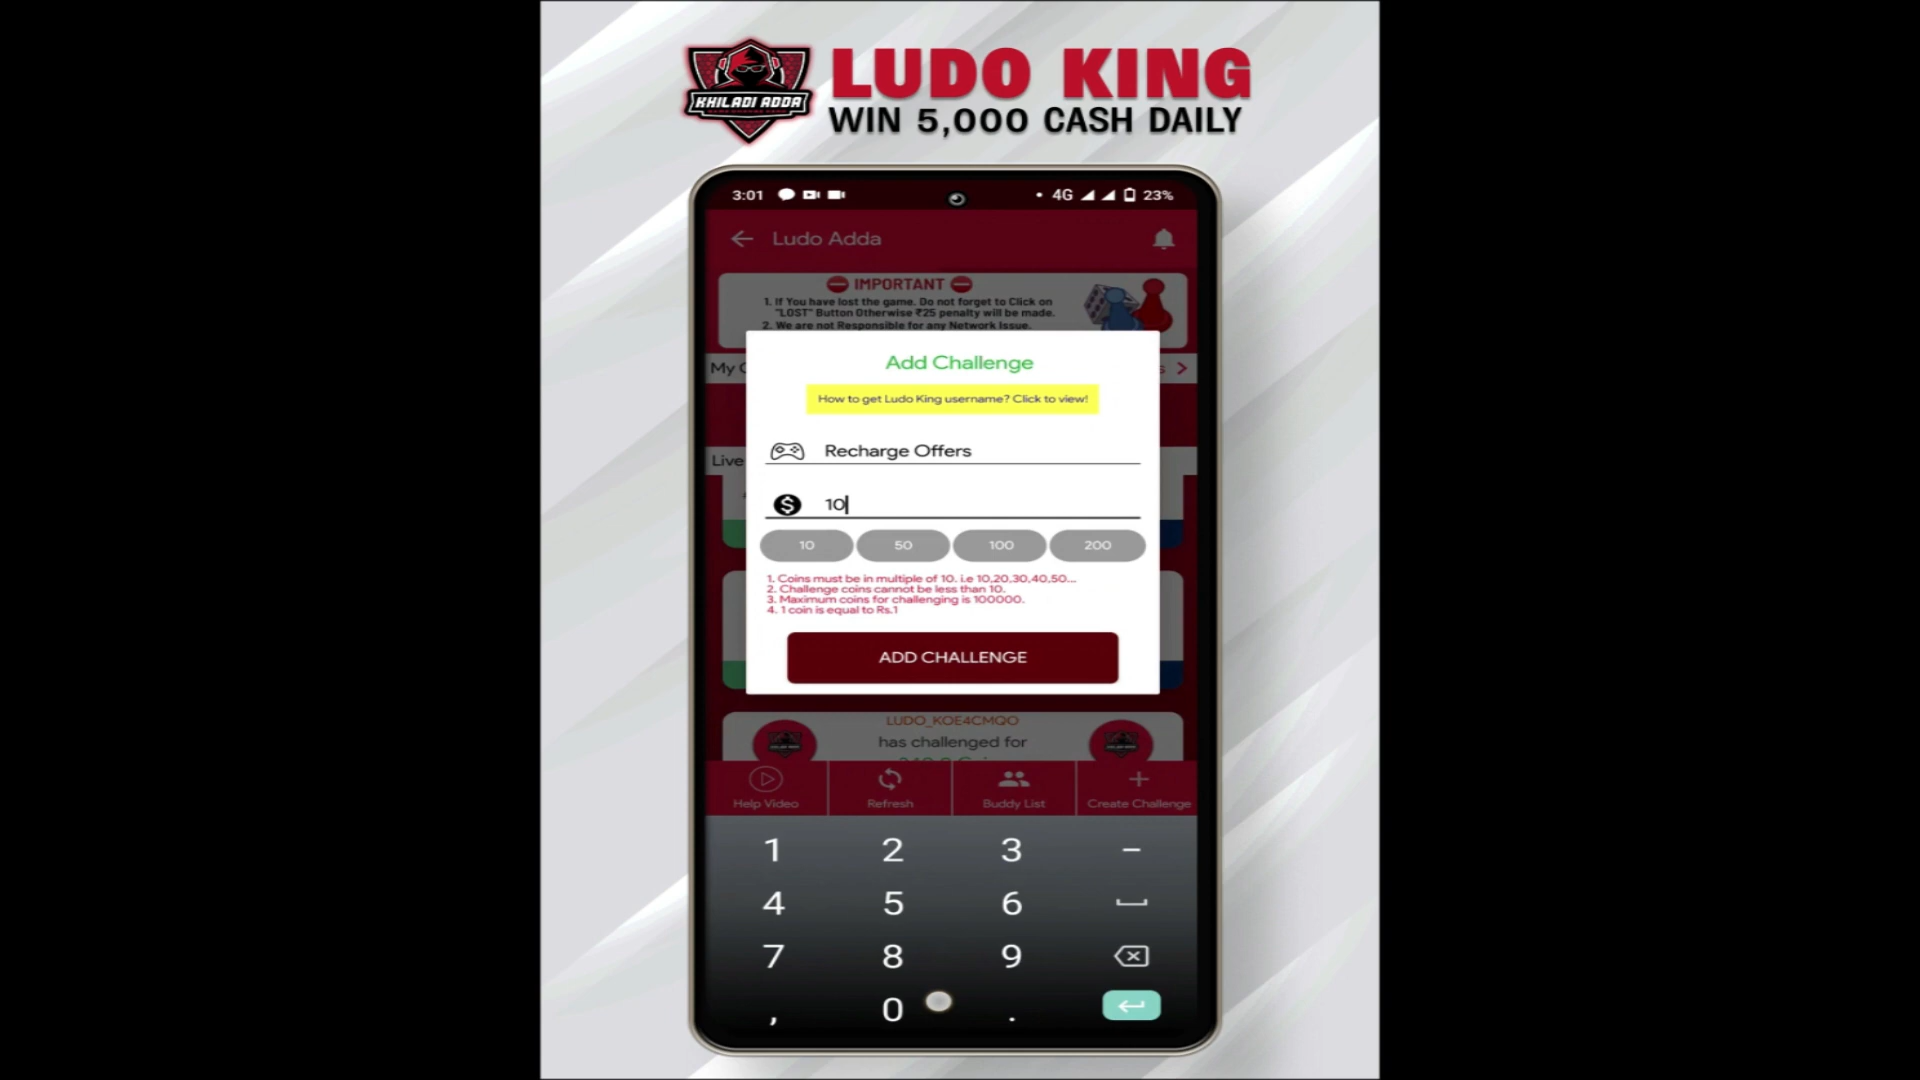 KHILADI ADDA
LUDO KING
WIN 5,000 CASH DAILY
3:01
4G
23%
Ludo Adda
IMPORTANT
1. If You have lost the game. Do not forget to Click on
"LOST" Button Otherwise ₹25 penalty will be made.
2. We are not Responsible for any Network Issue.
My C
s
Live
Add Challenge
How to get Ludo King username? Click to view!
Recharge Offers
$ 10
10 50 100 200
1. Coins must be in multiple of 10. i.e 10,20,30,40,50...
2. Challenge coins cannot be less than 10.
3. Maximum coins for challenging is 100000.
4. 1 coin is equal to Rs.1
ADD CHALLENGE
LUDO_KOE4CMQO
has challenged for
Help Video Refresh Buddy List Create Challenge
1 2 3 –
4 5 6
7 8 9
, 0 .